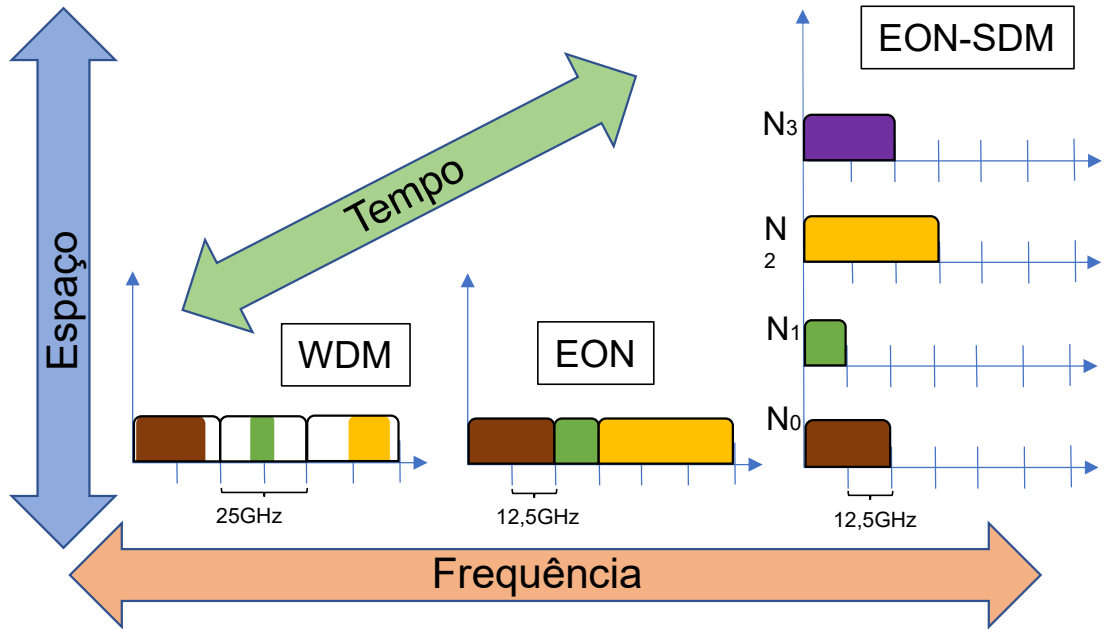 EON-SDM
Espaço
Tempo
WDM
25GHz
EON
12,5GHz
N3
N
2
N1
N0
12,5GHz
Frequência